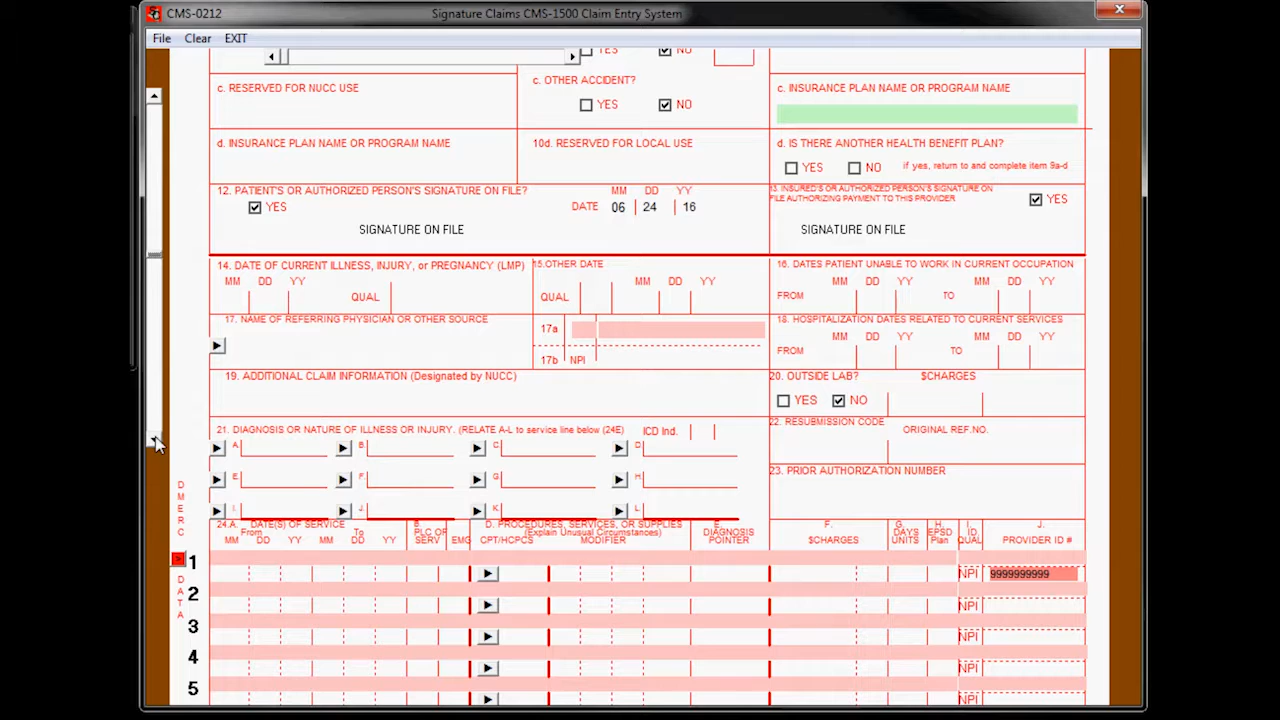 CMS-0212
Signature Claims CMS-1500 Claim Entry System
File Clear EXIT
YES NO
c. RESERVED FOR NUCC USE
c. OTHER ACCIDENT?
YES NO
c. INSURANCE PLAN NAME OR PROGRAM NAME
d. INSURANCE PLAN NAME OR PROGRAM NAME
10d. RESERVED FOR LOCAL USE
d. IS THERE ANOTHER HEALTH BENEFIT PLAN?
YES NO if yes, return to and complete item 9a-d
12. PATIENT'S OR AUTHORIZED PERSON'S SIGNATURE ON FILE?
YES
MM DD YY
DATE 06 24 16
SIGNATURE ON FILE
13. INSURED'S OR AUTHORIZED PERSON'S SIGNATURE ON
FILE AUTHORIZING PAYMENT TO THIS PROVIDER
YES
SIGNATURE ON FILE
14. DATE OF CURRENT ILLNESS, INJURY, or PREGNANCY (LMP)
MM DD YY
QUAL
15.OTHER DATE
MM DD YY
QUAL
16. DATES PATIENT UNABLE TO WORK IN CURRENT OCCUPATION
MM DD YY MM DD YY
FROM TO
17. NAME OF REFERRING PHYSICIAN OR OTHER SOURCE
17a
17b NPI
18. HOSPITALIZATION DATES RELATED TO CURRENT SERVICES
MM DD YY MM DD YY
FROM TO
19. ADDITIONAL CLAIM INFORMATION (Designated by NUCC)
20. OUTSIDE LAB? $CHARGES
YES NO
21. DIAGNOSIS OR NATURE OF ILLNESS OR INJURY. (RELATE A-L to service line below (24E) ICD Ind.
A. B. C. D.
E. F. G. H.
I. J. K. L.
22. RESUBMISSION CODE ORIGINAL REF.NO.
23. PRIOR AUTHORIZATION NUMBER
DMERC DATA
24.A. DATE(S) OF SERVICE
From To
MM DD YY MM DD YY
B.
PLC OF
SERV
EMG
D. PROCEDURES, SERVICES, OR SUPPLIES
(Explain Unusual Circumstances)
CPT/HCPCS MODIFIER
E.
DIAGNOSIS
POINTER
F.
$CHARGES
G.
DAYS
UNITS
H.
EPSD
Plan
I.
ID
QUAL
J.
PROVIDER ID #
> 1
NPI 9999999999
2
NPI
3
NPI
4
NPI
5
NPI